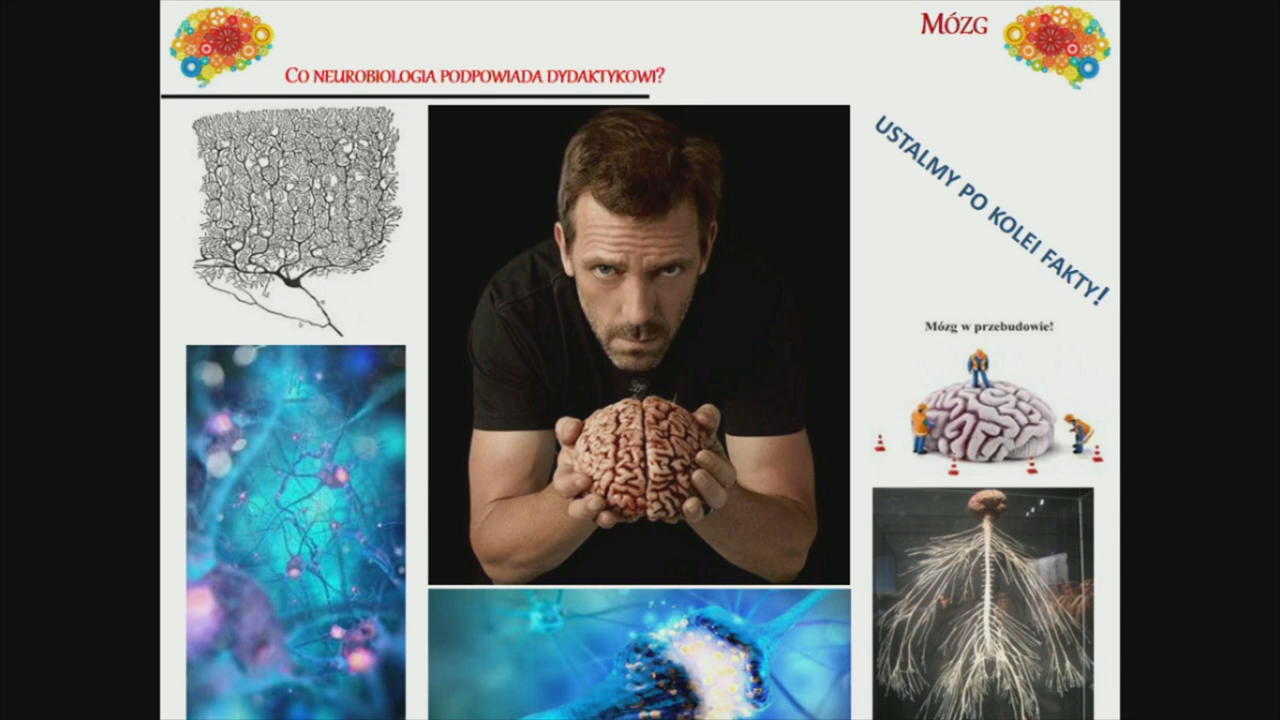 Mózg
Co neurobiologia podpowiada dydaktykowi?
USTALMY PO KOLEI FAKTY!
Mózg w przebudowie!